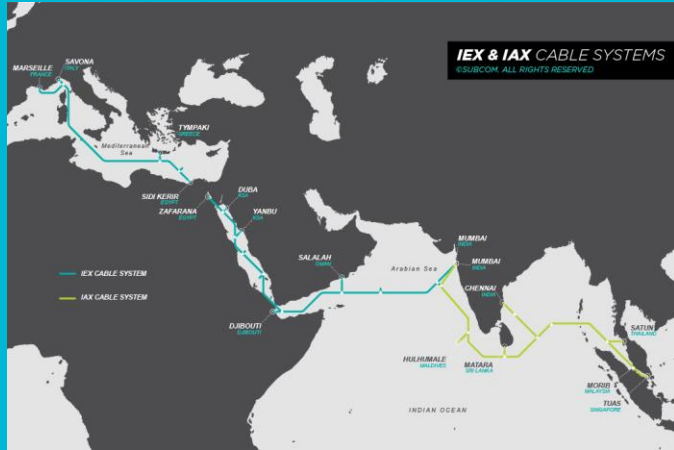 IEX & IAX CABLE SYSTEMS
©SUBCOM. ALL RIGHTS RESERVED
SAVONA
ITALY
MARSEILLE
FRANCE
TYMPAKI
GREECE
Mediterranean
Sea
SIDI KERIR
EGYPT
ZAFARANA
EGYPT
DUBA
KSA
YANBU
KSA
SALALAH
OMAN
Arabian Sea
MUMBAI
INDIA
MUMBAI
INDIA
CHENNAI
INDIA
IEX CABLE SYSTEM
IAX CABLE SYSTEM
DJIBOUTI
DJIBOUTI
HULHUMALE
MALDIVES
MATARA
SRI LANKA
SATUN
THAILAND
MORIB
MALAYSIA
TUAS
SINGAPORE
INDIAN OCEAN